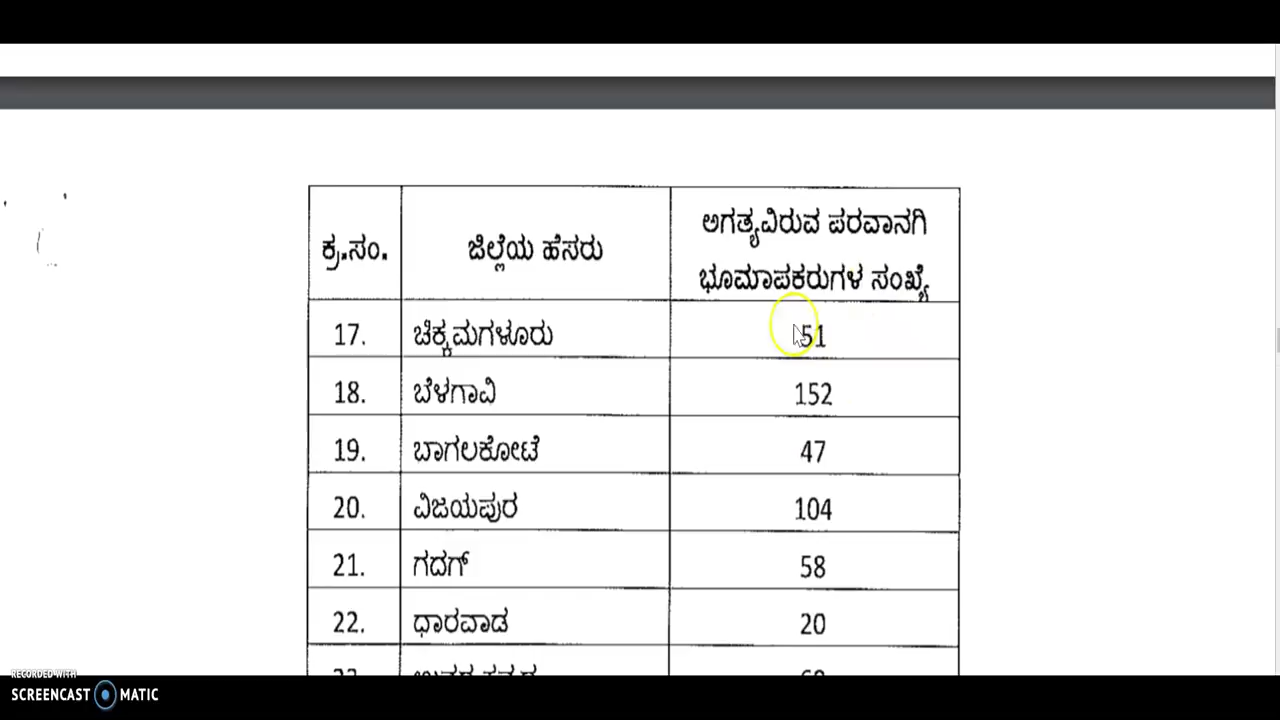 ಕ್ರ.ಸಂ. ಜಿಲ್ಲೆಯ ಹೆಸರು ಅಗತ್ಯವಿರುವ ಪರವಾನಗಿ
ಭೂಮಾಪಕರುಗಳ ಸಂಖ್ಯೆ
17. ಚಿಕ್ಕಮಗಳೂರು 51
18. ಬೆಳಗಾವಿ 152
19. ಬಾಗಲಕೋಟೆ 47
20. ವಿಜಯಪುರ 104
21. ಗದಗ್ 58
22. ಧಾರವಾಡ 20
RECORDED WITH
SCREENCAST MATIC